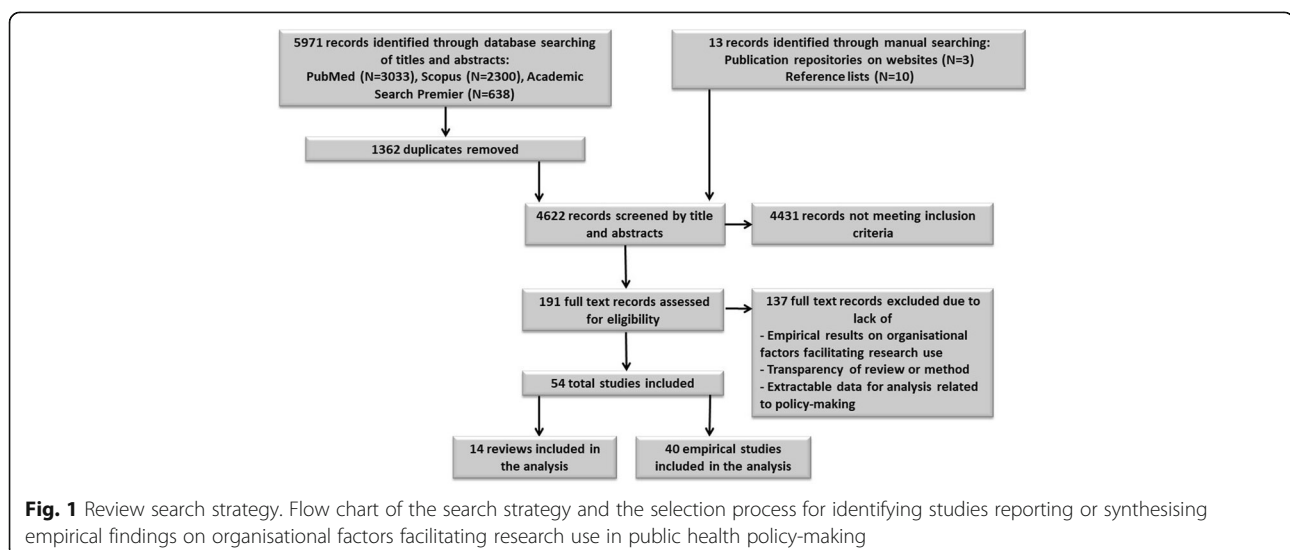 5971 records identified through database searching
of titles and abstracts:
PubMed (N=3033), Scopus (N=2300), Academic
Search Premier (N=638)
13 records identified through manual searching:
Publication repositories on websites (N=3)
Reference lists (N=10)
1362 duplicates removed
4622 records screened by title
and abstracts
4431 records not meeting inclusion
criteria
191 full text records assessed
for eligibility
137 full text records excluded due to
lack of
- Empirical results on organisational
factors facilitating research use
- Transparency of review or method
- Extractable data for analysis related
to policy-making
54 total studies included
14 reviews included in
the analysis
40 empirical studies
included in the analysis
Fig. 1 Review search strategy. Flow chart of the search strategy and the selection process for identifying studies reporting or synthesising
empirical findings on organisational factors facilitating research use in public health policy-making